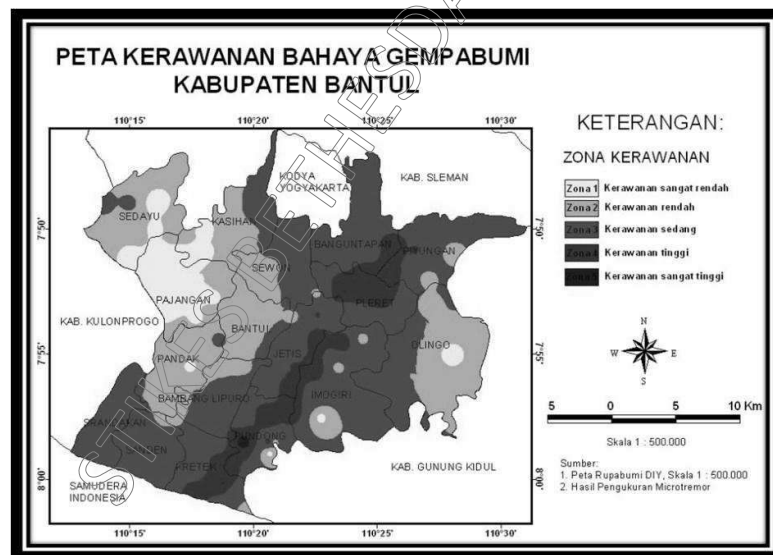 PETA KERAWANAN BAHAYA GEMPABUMI
KABUPATEN BANTUL
110°15' 110°20' 110°25' 110°30'
KETERANGAN:
ZONA KERAWANAN
Zona 1 Kerawanan sangat rendah
Zona 2 Kerawanan rendah
Zona 3 Kerawanan sedang
Zona 4 Kerawanan tinggi
Kerawanan sangat tinggi
KODYA
YOGYAKARTA
KAB. SLEMAN
SEDAYU
KASIHAN
7°50' 7°50'
BANGUNTAPAN
SEWON
PAJANGAN
PLERET
KAB. KULONPROGO
BANTUL
DLINGO
JETIS
PANDAK
7°55' 7°55'
IMOGIRI
BAMBANG LIPURO
SRANDAKAN
PUNDONG
SANDEN
KRETEK
KAB. GUNUNG KIDUL
8°00' 8°00'
SAMUDERA
INDONESIA
110°15' 110°20' 110°25' 110°30'
N
W E
S
5 0 5 10 Km
Skala 1 : 500.000
Sumber:
1. Peta Rupabumi DIY, Skala 1 : 500.000
2. Hasil Pengukuran Microtremor